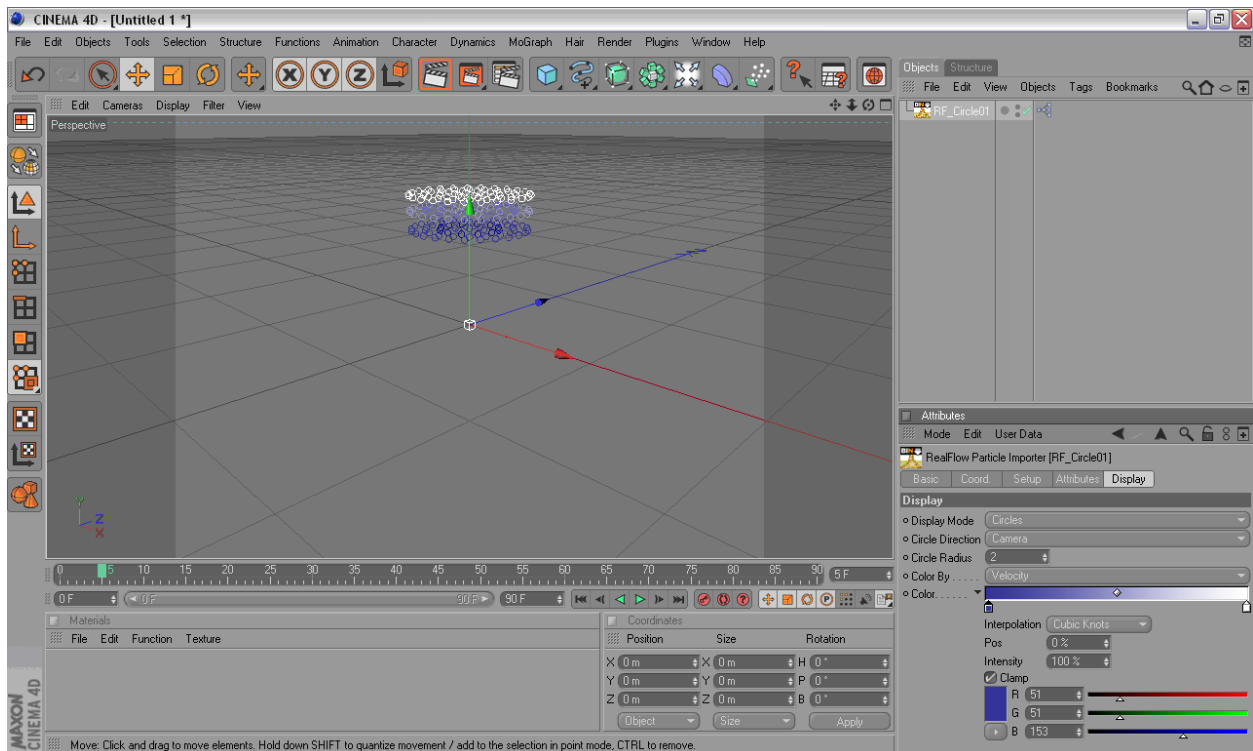 CINEMA 4D - [Untitled 1 *]
File Edit Objects Tools Selection Structure Functions Animation Character Dynamics MoGraph Hair Render Plugins Window Help
Objects Structure
File Edit View Objects Tags Bookmarks
RF_Circle01
Edit Cameras Display Filter View
Perspective
Y
Z
X
Attributes
Mode Edit User Data
RealFlow Particle Importer [RF_Circle01]
Basic Coord. Setup Attributes Display
Display
Display Mode Circles
Circle Direction Camera
Circle Radius 2
Color By . . . . . Velocity
Color. . . . . . .
Interpolation Cubic Knots
Pos 0 %
Intensity 100 %
Clamp
R 51
G 51
B 153
0 5 10 15 20 25 30 35 40 45 50 55 60 65 70 75 80 85 90 5 F
0 F 0 F 90 F 90 F
Materials
File Edit Function Texture
Coordinates
Position Size Rotation
X 0 m X 0 m H 0 °
Y 0 m Y 0 m P 0 °
Z 0 m Z 0 m B 0 °
Object Size Apply
MAXON
CINEMA 4D
Move: Click and drag to move elements. Hold down SHIFT to quantize movement / add to the selection in point mode, CTRL to remove.